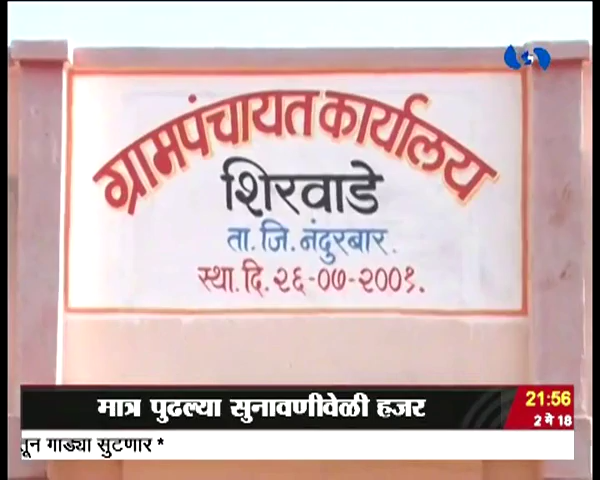 ग्रामपंचायत कार्यालय
शिरवाडे
ता. जि. नंदुरबार.
स्था. दि. २६-०७-२००१.
मात्र पुढल्या सुनावणीवेळी हजर
21:56
2 मे 18
तून गाड्या सुटणार *